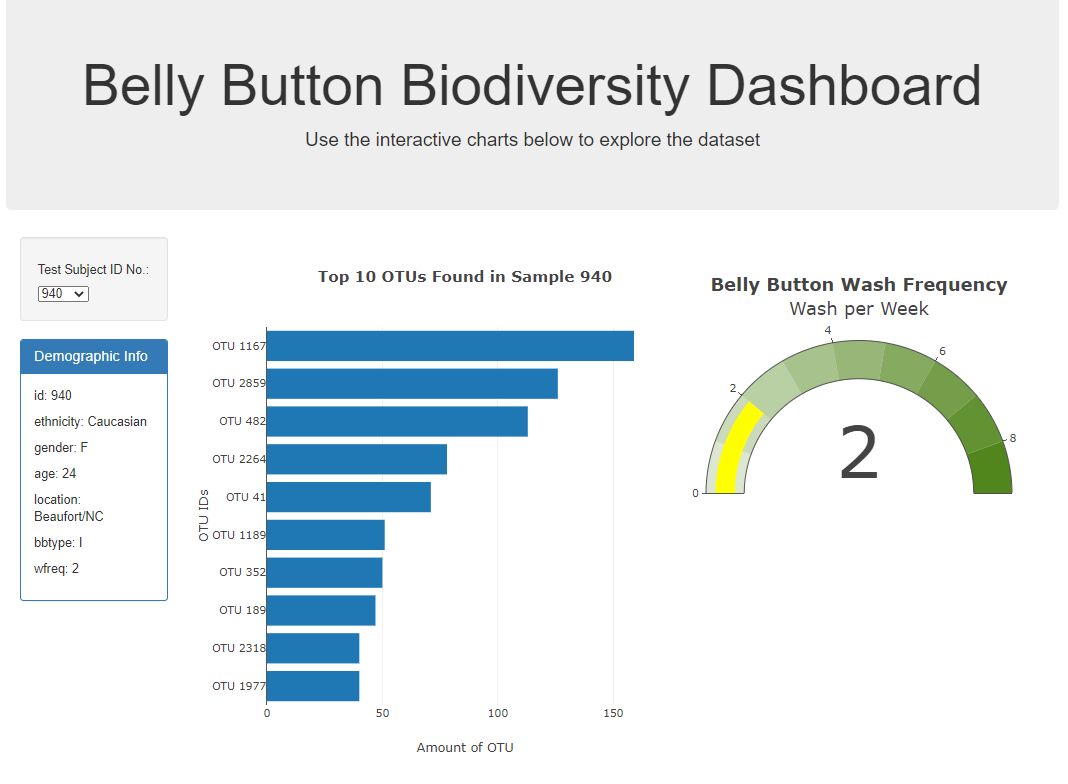 Belly Button Biodiversity Dashboard
Use the interactive charts below to explore the dataset
Test Subject ID No.:
940
Demographic Info
id: 940
ethnicity: Caucasian
gender: F
age: 24
location:
Beaufort/NC
bbtype: I
wfreq: 2
Top 10 OTUs Found in Sample 940
OTU IDs
OTU 1167
OTU 2859
OTU 482
OTU 2264
OTU 41
OTU 1189
OTU 352
OTU 189
OTU 2318
OTU 1977
0 50 100 150
Amount of OTU
Belly Button Wash Frequency
Wash per Week
0
2
4
6
8
2